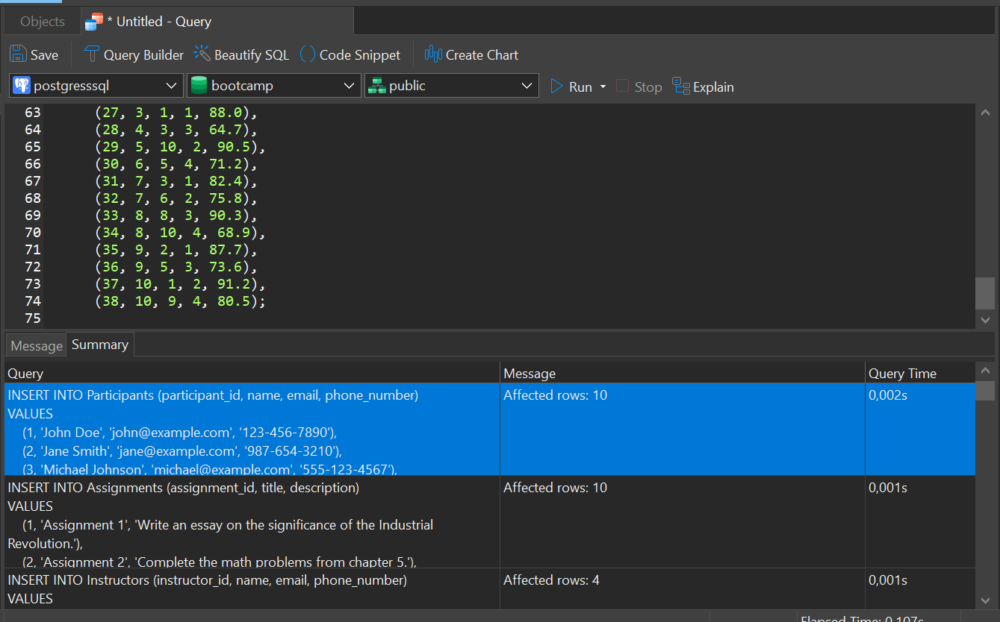 Objects
* Untitled - Query
Save
Query Builder
Beautify SQL
Code Snippet
Create Chart
postgresssql
bootcamp
public
Run
Stop
Explain
63 (27, 3, 1, 1, 88.0),
64 (28, 4, 3, 3, 64.7),
65 (29, 5, 10, 2, 90.5),
66 (30, 6, 5, 4, 71.2),
67 (31, 7, 3, 1, 82.4),
68 (32, 7, 6, 2, 75.8),
69 (33, 8, 8, 3, 90.3),
70 (34, 8, 10, 4, 68.9),
71 (35, 9, 2, 1, 87.7),
72 (36, 9, 5, 3, 73.6),
73 (37, 10, 1, 2, 91.2),
74 (38, 10, 9, 4, 80.5);
75
Message
Summary
Query
Message
Query Time
INSERT INTO Participants (participant_id, name, email, phone_number)
VALUES
(1, 'John Doe', 'john@example.com', '123-456-7890'),
(2, 'Jane Smith', 'jane@example.com', '987-654-3210'),
(3, 'Michael Johnson', 'michael@example.com', '555-123-4567'),
Affected rows: 10
0,002s
INSERT INTO Assignments (assignment_id, title, description)
VALUES
(1, 'Assignment 1', 'Write an essay on the significance of the Industrial
Revolution.'),
(2, 'Assignment 2', 'Complete the math problems from chapter 5.'),
Affected rows: 10
0,001s
INSERT INTO Instructors (instructor_id, name, email, phone_number)
VALUES
Affected rows: 4
0,001s
Elapsed Time: 0.107s